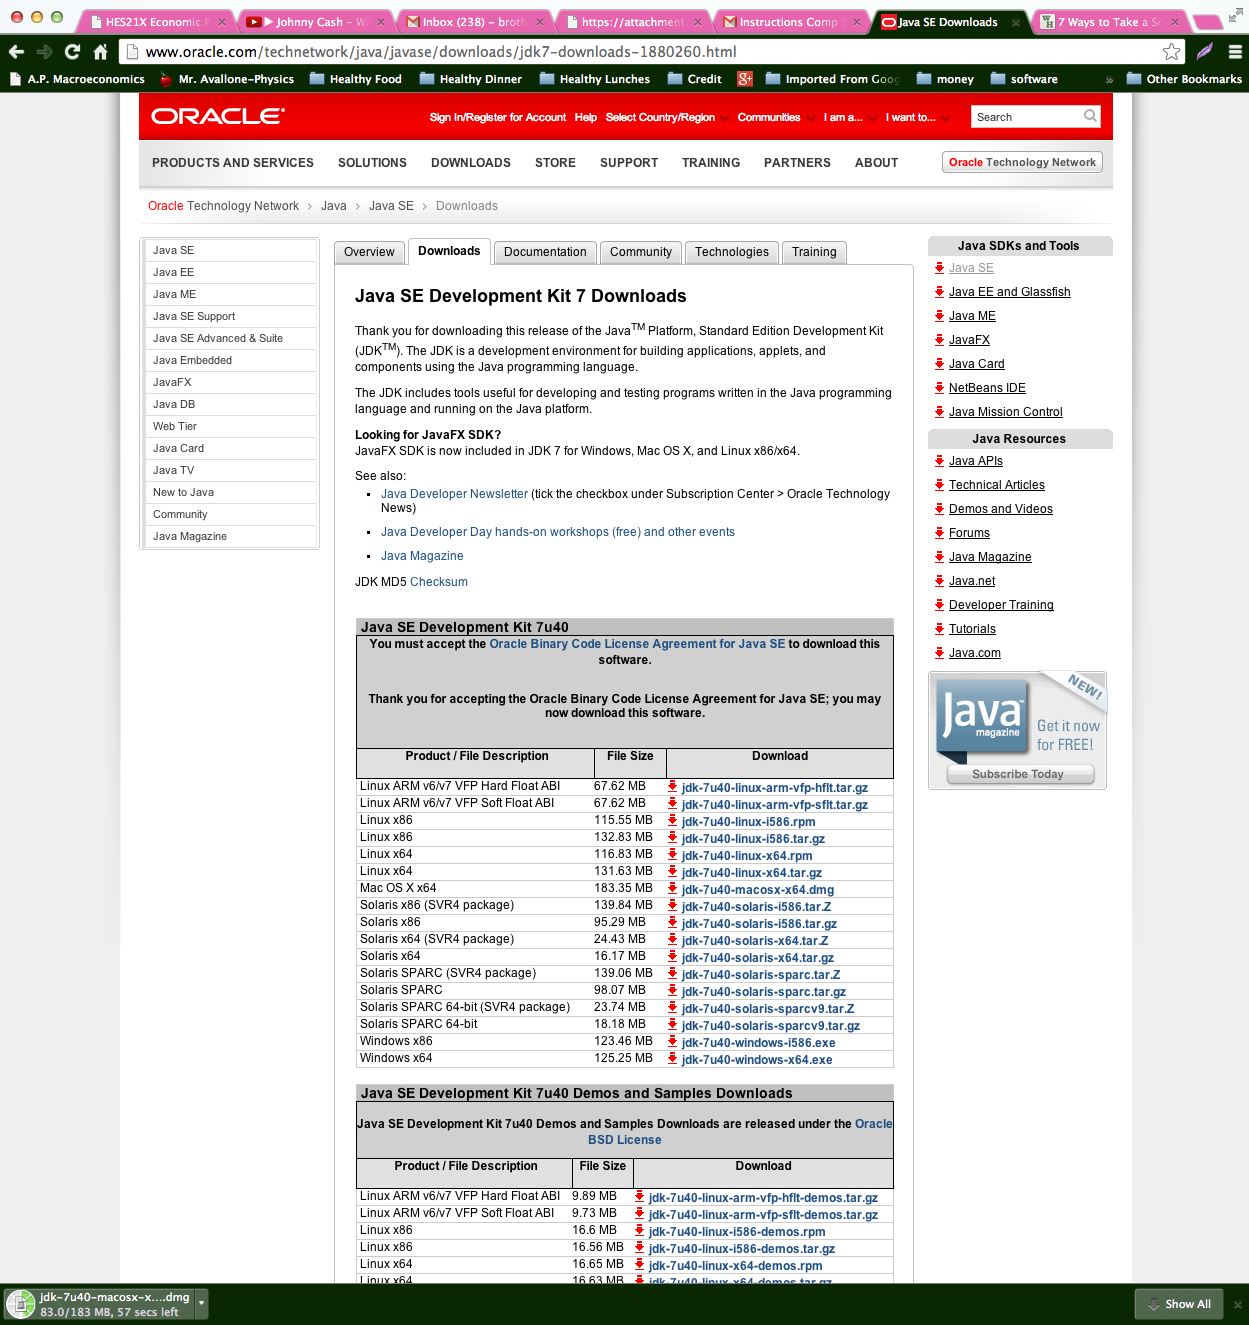 HES21X Economic P
▶ Johnny Cash - Wa
Inbox (238) - broth
https://attachment
Instructions Comp S
Java SE Downloads
7 Ways to Take a Sc
www.oracle.com/technetwork/java/javase/downloads/jdk7-downloads-1880260.html
A.P. Macroeconomics
Mr. Avallone-Physics
Healthy Food
Healthy Dinner
Healthy Lunches
Credit
Imported From Goog
money
software
»
Other Bookmarks
ORACLE
Sign In/Register for Account Help Select Country/Region Communities I am a... I want to...
Search
PRODUCTS AND SERVICES SOLUTIONS DOWNLOADS STORE SUPPORT TRAINING PARTNERS ABOUT
Oracle Technology Network
Oracle Technology Network > Java > Java SE > Downloads
Java SE
Java EE
Java ME
Java SE Support
Java SE Advanced & Suite
Java Embedded
JavaFX
Java DB
Web Tier
Java Card
Java TV
New to Java
Community
Java Magazine
Overview Downloads Documentation Community Technologies Training
Java SE Development Kit 7 Downloads
Thank you for downloading this release of the Java™ Platform, Standard Edition Development Kit
(JDK™). The JDK is a development environment for building applications, applets, and
components using the Java programming language.
The JDK includes tools useful for developing and testing programs written in the Java programming
language and running on the Java platform.
Looking for JavaFX SDK?
JavaFX SDK is now included in JDK 7 for Windows, Mac OS X, and Linux x86/x64.
See also:
Java Developer Newsletter (tick the checkbox under Subscription Center > Oracle Technology
News)
Java Developer Day hands-on workshops (free) and other events
Java Magazine
JDK MD5 Checksum
Java SE Development Kit 7u40
You must accept the Oracle Binary Code License Agreement for Java SE to download this
software.
Thank you for accepting the Oracle Binary Code License Agreement for Java SE; you may
now download this software.
Product / File Description File Size Download
Linux ARM v6/v7 VFP Hard Float ABI 67.62 MB jdk-7u40-linux-arm-vfp-hflt.tar.gz
Linux ARM v6/v7 VFP Soft Float ABI 67.62 MB jdk-7u40-linux-arm-vfp-sflt.tar.gz
Linux x86 115.55 MB jdk-7u40-linux-i586.rpm
Linux x86 132.83 MB jdk-7u40-linux-i586.tar.gz
Linux x64 116.83 MB jdk-7u40-linux-x64.rpm
Linux x64 131.63 MB jdk-7u40-linux-x64.tar.gz
Mac OS X x64 183.35 MB jdk-7u40-macosx-x64.dmg
Solaris x86 (SVR4 package) 139.84 MB jdk-7u40-solaris-i586.tar.Z
Solaris x86 95.29 MB jdk-7u40-solaris-i586.tar.gz
Solaris x64 (SVR4 package) 24.43 MB jdk-7u40-solaris-x64.tar.Z
Solaris x64 16.17 MB jdk-7u40-solaris-x64.tar.gz
Solaris SPARC (SVR4 package) 139.06 MB jdk-7u40-solaris-sparc.tar.Z
Solaris SPARC 98.07 MB jdk-7u40-solaris-sparc.tar.gz
Solaris SPARC 64-bit (SVR4 package) 23.74 MB jdk-7u40-solaris-sparcv9.tar.Z
Solaris SPARC 64-bit 18.18 MB jdk-7u40-solaris-sparcv9.tar.gz
Windows x86 123.46 MB jdk-7u40-windows-i586.exe
Windows x64 125.25 MB jdk-7u40-windows-x64.exe
Java SE Development Kit 7u40 Demos and Samples Downloads
Java SE Development Kit 7u40 Demos and Samples Downloads are released under the Oracle
BSD License
Product / File Description File Size Download
Linux ARM v6/v7 VFP Hard Float ABI 9.89 MB jdk-7u40-linux-arm-vfp-hflt-demos.tar.gz
Linux ARM v6/v7 VFP Soft Float ABI 9.73 MB jdk-7u40-linux-arm-vfp-sflt-demos.tar.gz
Linux x86 16.6 MB jdk-7u40-linux-i586-demos.rpm
Linux x86 16.56 MB jdk-7u40-linux-i586-demos.tar.gz
Linux x64 16.65 MB jdk-7u40-linux-x64-demos.rpm
Linux x64 16.63 MB jdk-7u40-linux-x64-demos.tar.gz
Java SDKs and Tools
Java SE
Java EE and Glassfish
Java ME
JavaFX
Java Card
NetBeans IDE
Java Mission Control
Java Resources
Java APIs
Technical Articles
Demos and Videos
Forums
Java Magazine
Java.net
Developer Training
Tutorials
Java.com
NEW!
Java
magazine
Get it now
for FREE!
Subscribe Today
jdk-7u40-macosx-x....dmg
83.0/183 MB, 57 secs left
Show All